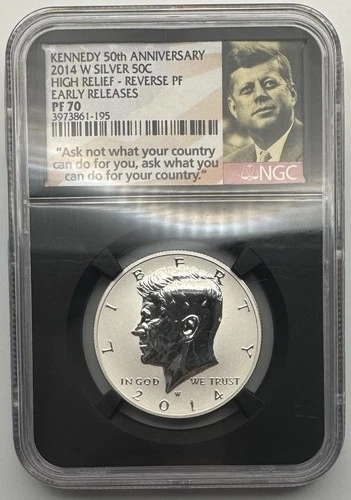 KENNEDY 50th ANNIVERSARY
2014 W SILVER 50C
HIGH RELIEF - REVERSE PF
EARLY RELEASES
PF 70
3973861-195
"Ask not what your country
can do for you, ask what you
can do for your country."
NGC
LIBERTY
IN GOD WE TRUST
W
2014